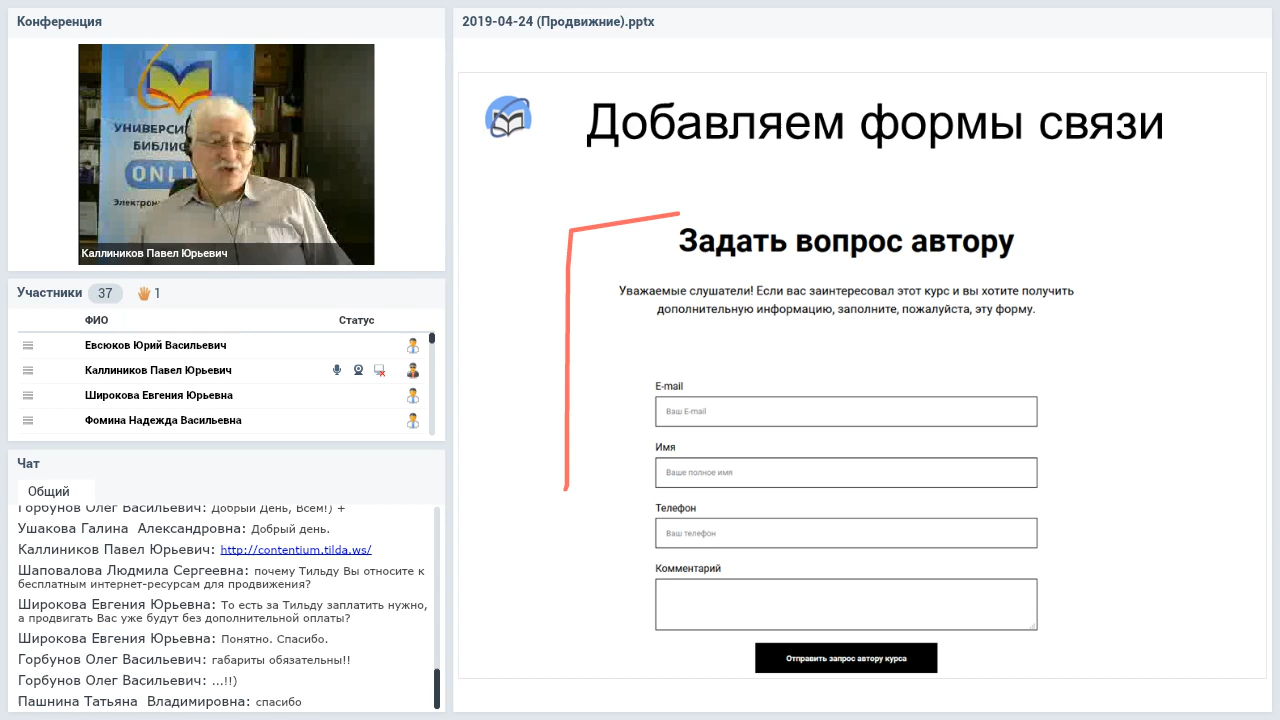 Конференция
УНИВЕРСИ
БИБЛИО
ONLI
Электрон
Каллиников Павел Юрьевич
Участники 37 1
ФИО Статус
Евсюков Юрий Васильевич
Каллиников Павел Юрьевич
Широкова Евгения Юрьевна
Фомина Надежда Васильевна
Чат
Общий
Горбунов Олег Васильевич: Добрый День, Всем!) +
Ушакова Галина Александровна: Добрый день.
Каллиников Павел Юрьевич: http://contentium.tilda.ws/
Шаповалова Людмила Сергеевна: почему Тильду Вы относите к
бесплатным интернет-ресурсам для продвижения?
Широкова Евгения Юрьевна: То есть за Тильду заплатить нужно,
а продвигать Вас уже будут без дополнительной оплаты?
Широкова Евгения Юрьевна: Понятно. Спасибо.
Горбунов Олег Васильевич: габариты обязательны!!
Горбунов Олег Васильевич: ...!!)
Пашнина Татьяна Владимировна: спасибо
2019-04-24 (Продвижние).pptx
Добавляем формы связи
Задать вопрос автору
Уважаемые слушатели! Если вас заинтересовал этот курс и вы хотите получить
дополнительную информацию, заполните, пожалуйста, эту форму.
E-mail
Ваш E-mail
Имя
Ваше полное имя
Телефон
Ваш телефон
Комментарий
Отправить запрос автору курса